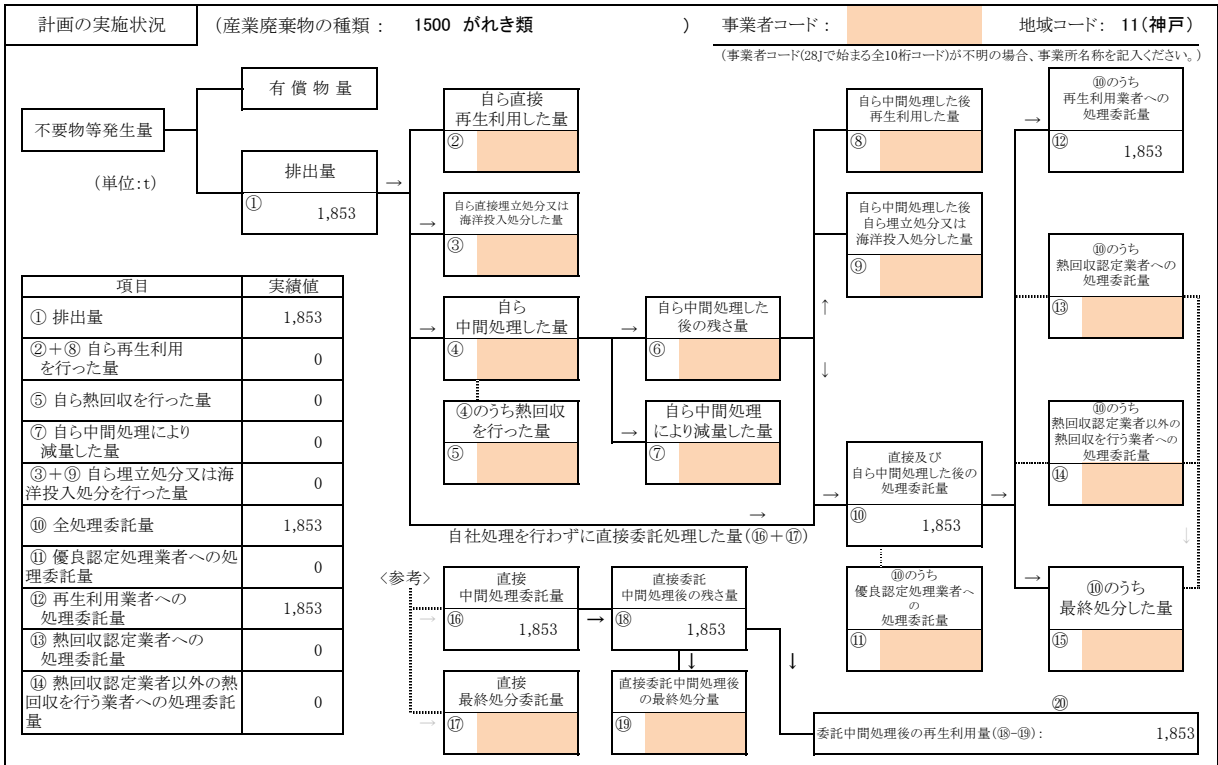 計画の実施状況 (産業廃棄物の種類 : 1500 がれき類 ) 事業者コード : 地域コード: 11(神戸)
(事業者コード(28Jで始まる全10桁コード)が不明の場合、事業所名称を記入ください。)
不要物等発生量
(単位:t)
有 償 物 量
排出量
① 1,853
→
自ら直接
再生利用した量
②
→
自ら直接埋立処分又は
海洋投入処分した量
③
→
自ら
中間処理した量
④
④のうち熱回収
を行った量
⑤
→
自ら中間処理した
後の残さ量
⑥
→
自ら中間処理
により減量した量
⑦
自ら中間処理した後
再生利用した量
⑧
自ら中間処理した後
自ら埋立処分又は
海洋投入処分した量
⑨
↑
↓
→
自社処理を行わずに直接委託処理した量(⑯+⑰)
→
直接及び
自ら中間処理した後の
処理委託量
⑩ 1,853
→
⑩のうち
優良認定処理業者へ
の
処理委託量
⑪
→
⑩のうち
再生利用業者への
処理委託量
⑫ 1,853
⑩のうち
熱回収認定業者への
処理委託量
⑬
⑩のうち
熱回収認定業者以外の
熱回収を行う業者への
処理委託量
⑭
↓
→
⑩のうち
最終処分した量
⑮
項目 実績値
① 排出量 1,853
②+⑧ 自ら再生利用
を行った量 0
⑤ 自ら熱回収を行った量 0
⑦ 自ら中間処理により
減量した量 0
③+⑨ 自ら埋立処分又は海
洋投入処分を行った量 0
⑩ 全処理委託量 1,853
⑪ 優良認定処理業者への処
理委託量 0
⑫ 再生利用業者への
処理委託量 1,853
⑬ 熱回収認定業者への
処理委託量 0
⑭ 熱回収認定業者以外の熱
回収を行う業者への処理委託
量 0
<参考>
→
直接
中間処理委託量
⑯ 1,853
→
直接委託
中間処理後の残さ量
⑱ 1,853
↓
↓
→
直接
最終処分委託量
⑰
直接委託中間処理後
の最終処分量
⑲
⑳
委託中間処理後の再生利用量(⑱-⑲): 1,853